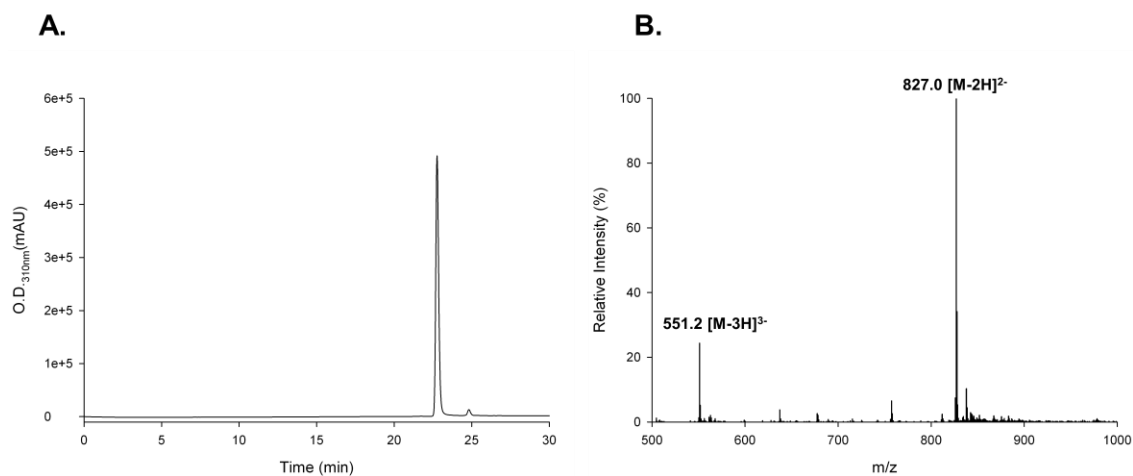 A.
6e+5
5e+5
4e+5
3e+5
2e+5
1e+5
0
O.D.310nm(mAU)
0 5 10 15 20 25 30
Time (min)
B.
827.0 [M-2H]2-
551.2 [M-3H]3-
100
80
60
40
20
0
Relative Intensity (%)
500 600 700 800 900 1000
m/z